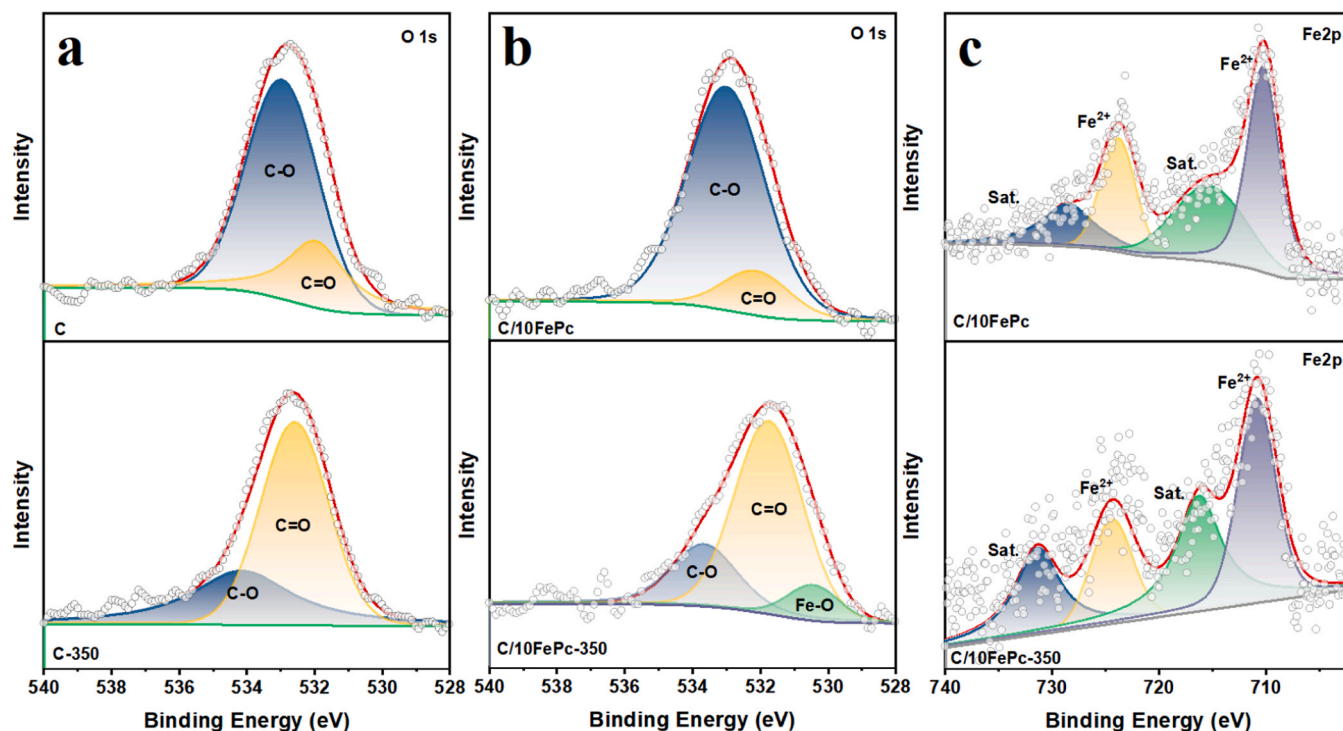 a
O 1s
C-O
C=O
C
Intensity
C=O
C-O
C-350
Intensity
540 538 536 534 532 530 528
Binding Energy (eV)
b
O 1s
C-O
C=O
C/10FePc
Intensity
C=O
C-O
Fe-O
C/10FePc-350
Intensity
540 538 536 534 532 530 528
Binding Energy (eV)
c
Fe2p
Fe²⁺
Fe²⁺
Sat.
Sat.
C/10FePc
Intensity
Fe2p
Fe²⁺
Fe²⁺
Sat.
Sat.
C/10FePc-350
Intensity
740 730 720 710
Binding Energy (eV)